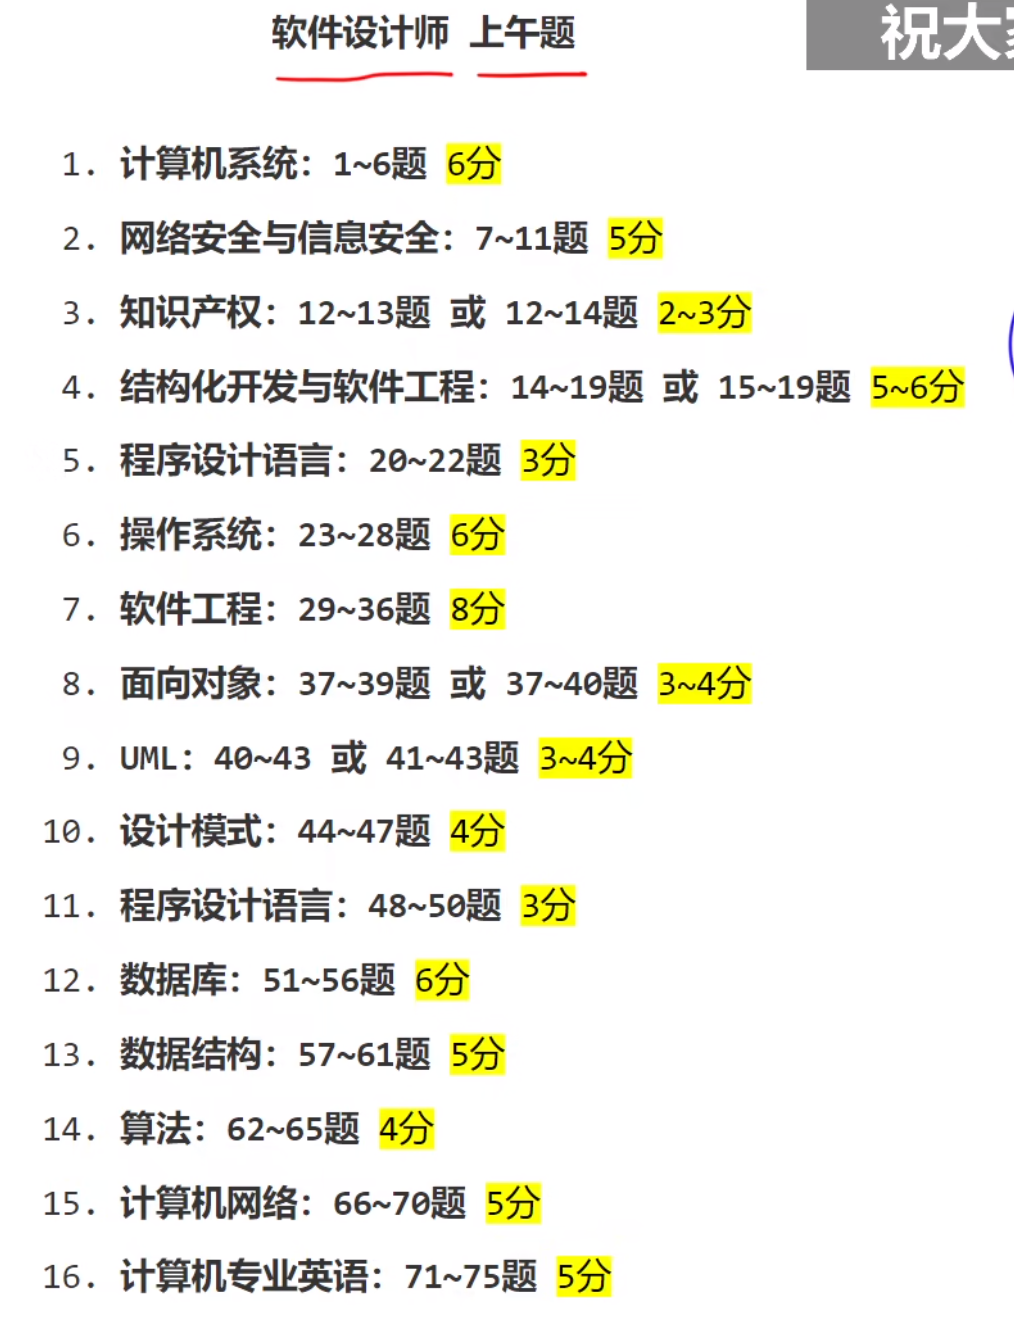 软件设计师 上午题
祝大
1. 计算机系统：1~6题 6分
2. 网络安全与信息安全：7~11题 5分
3. 知识产权：12~13题 或 12~14题 2~3分
4. 结构化开发与软件工程：14~19题 或 15~19题 5~6分
5. 程序设计语言：20~22题 3分
6. 操作系统：23~28题 6分
7. 软件工程：29~36题 8分
8. 面向对象：37~39题 或 37~40题 3~4分
9. UML：40~43 或 41~43题 3~4分
10. 设计模式：44~47题 4分
11. 程序设计语言：48~50题 3分
12. 数据库：51~56题 6分
13. 数据结构：57~61题 5分
14. 算法：62~65题 4分
15. 计算机网络：66~70题 5分
16. 计算机专业英语：71~75题 5分